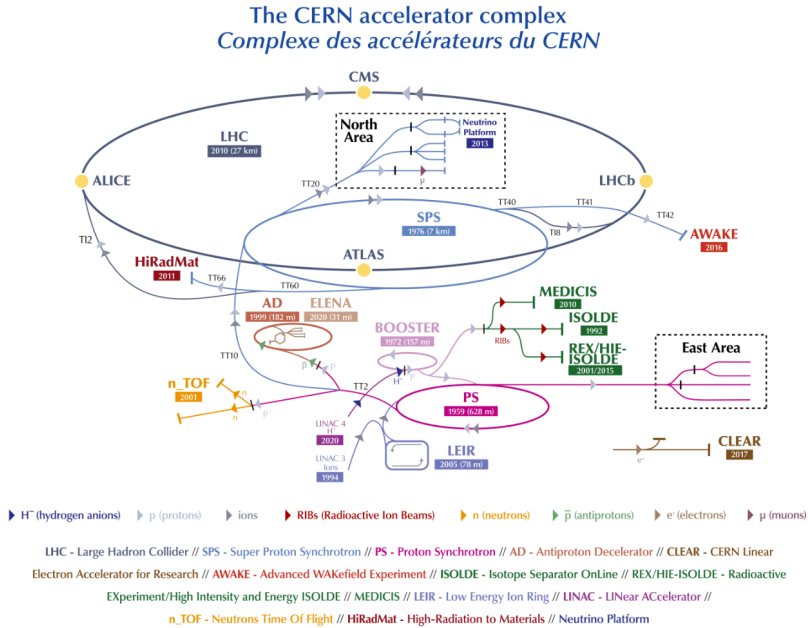 The CERN accelerator complex
Complexe des accélérateurs du CERN
CMS
North
Area
Neutrino
Platform
2013
LHC
2010 (27 km)
μ
ALICE
LHCb
TT20
TT40
TT41
SPS
1976 (7 km)
TI8
TT42
AWAKE
2016
TI2
ATLAS
HiRadMat
2011
TT66
TT60
AD
1999 (182 m)
ELENA
2020 (31 m)
MEDICIS
2010
BOOSTER
1972 (157 m)
ISOLDE
1992
RIBs
REX/HIE-
ISOLDE
2001/2015
East Area
TT10
p̅
p
H⁻
p
TT2
n_TOF
2001
n
n
p
PS
1959 (628 m)
LINAC 4
H⁻
2020
LINAC 3
Ions
1994
LEIR
2005 (78 m)
e⁻
CLEAR
2017
H⁻ (hydrogen anions)
p (protons)
ions
RIBs (Radioactive Ion Beams)
n (neutrons)
p̅ (antiprotons)
e⁻ (electrons)
μ (muons)
LHC - Large Hadron Collider // SPS - Super Proton Synchrotron // PS - Proton Synchrotron // AD - Antiproton Decelerator // CLEAR - CERN Linear
Electron Accelerator for Research // AWAKE - Advanced WAKefield Experiment // ISOLDE - Isotope Separator OnLine // REX/HIE-ISOLDE - Radioactive
EXperiment/High Intensity and Energy ISOLDE // MEDICIS // LEIR - Low Energy Ion Ring // LINAC - LINear ACcelerator //
n_TOF - Neutrons Time Of Flight // HiRadMat - High-Radiation to Materials // Neutrino Platform